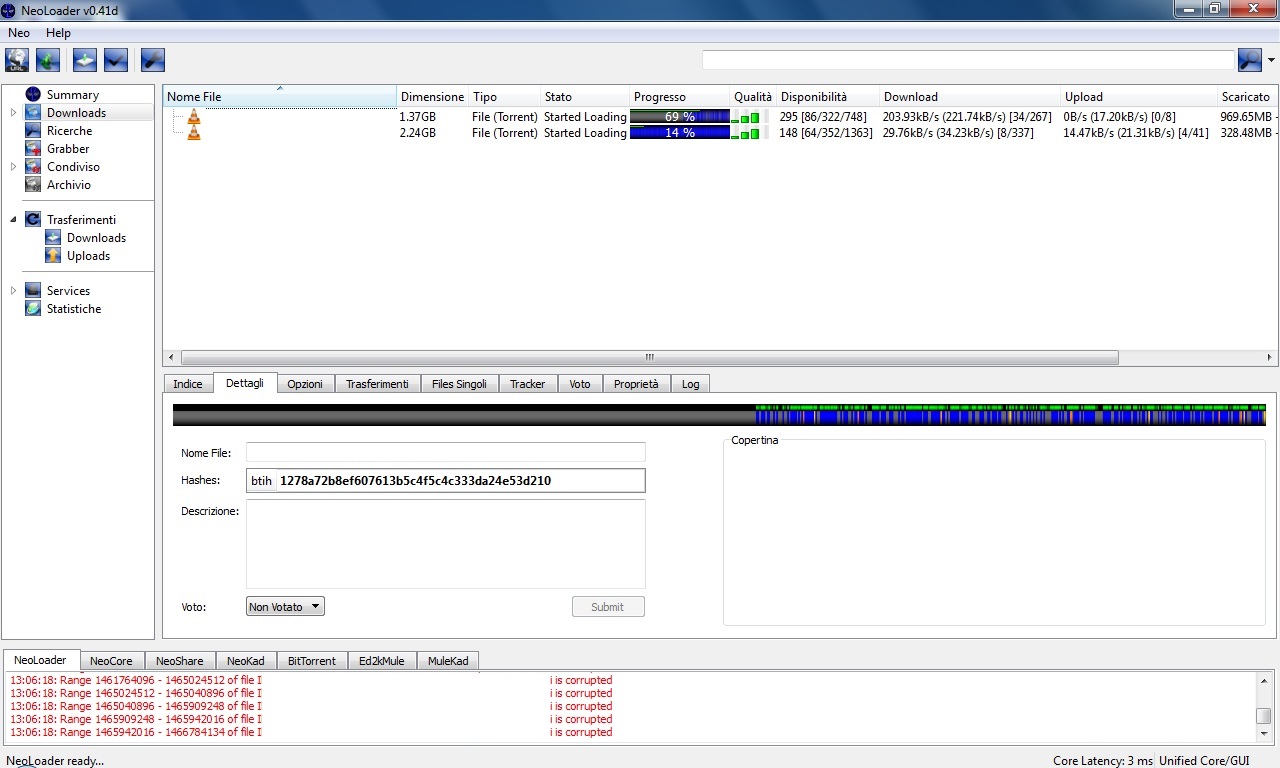 NeoLoader v0.41d
Neo Help
URL
Summary
Downloads
Ricerche
Grabber
Condiviso
Archivio
Trasferimenti
Downloads
Uploads
Services
Statistiche
Nome File Dimensione Tipo Stato Progresso Qualità Disponibilità Download Upload Scaricato
1.37GB File (Torrent) Started Loading 69 % 295 [86/322/748] 203.93kB/s (221.74kB/s) [34/267] 0B/s (17.20kB/s) [0/8] 969.65MB -
2.24GB File (Torrent) Started Loading 14 % 148 [64/352/1363] 29.60kB/s (34.23kB/s) [8/337] 14.47kB/s (21.31kB/s) [4/41] 328.48MB
Indice Dettagli Opzioni Trasferimenti Files Singoli Tracker Voto Proprietà Log
Nome File:
Hashes: btih 1278a72b8ef607613b5c4f5c4c333da24e53d210
Descrizione:
Voto: Non Votato Submit
Copertina
NeoLoader NeoCore NeoShare NeoKad BitTorrent Ed2kMule MuleKad
13:06:18: Range 1461764096 - 1465024512 of file I i is corrupted
13:06:18: Range 1465024512 - 1465040896 of file I i is corrupted
13:06:18: Range 1465040896 - 1465909248 of file I i is corrupted
13:06:18: Range 1465909248 - 1465942016 of file I i is corrupted
13:06:18: Range 1465942016 - 1466784134 of file I i is corrupted
NeoLoader ready... Core Latency: 3 ms Unified Core/GUI